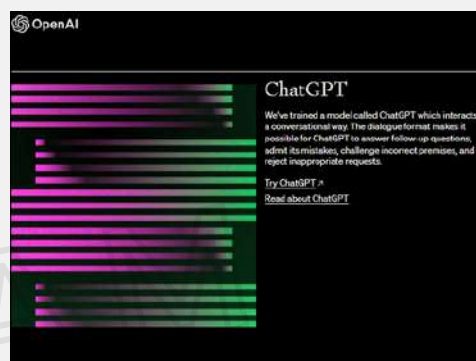 OpenAI
ChatGPT
We've trained a model called ChatGPT which interacts
a conversational way. The dialogue format makes it
possible for ChatGPT to answer follow-up questions,
admit its mistakes, challenge incorrect premises, and
reject inappropriate requests.
Try ChatGPT ↗
Read about ChatGPT